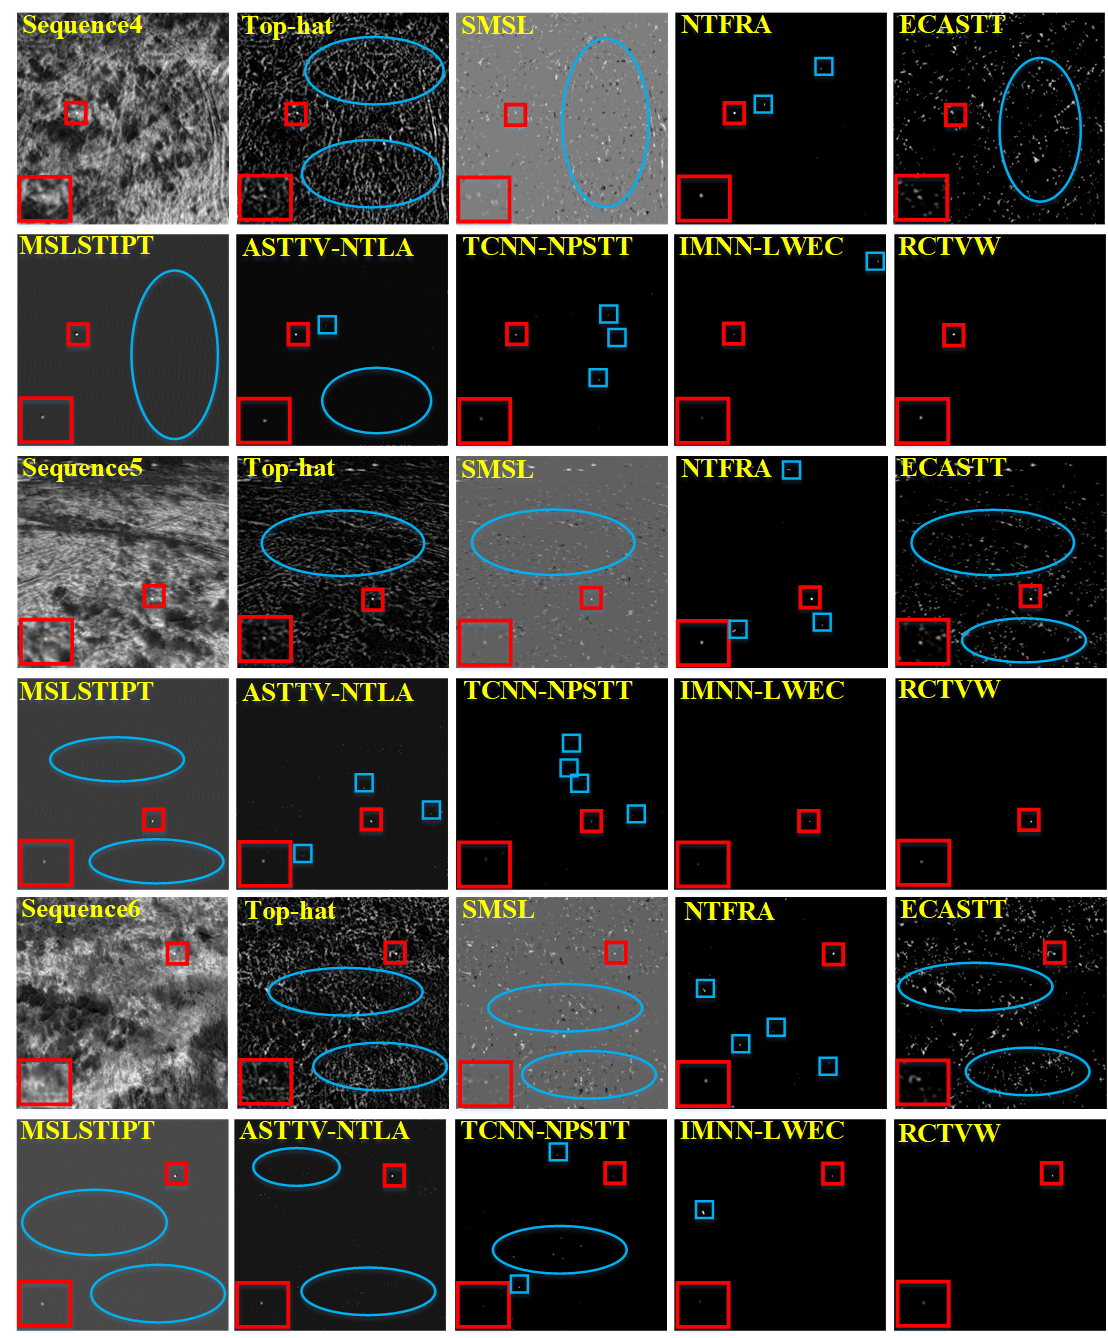 Sequence4 Top-hat SMSL NTFRA ECASTT
MSLSTIPT ASTTV-NTLA TCNN-NPSTT IMNN-LWEC RCTVW
Sequence5 Top-hat SMSL NTFRA ECASTT
MSLSTIPT ASTTV-NTLA TCNN-NPSTT IMNN-LWEC RCTVW
Sequence6 Top-hat SMSL NTFRA ECASTT
MSLSTIPT ASTTV-NTLA TCNN-NPSTT IMNN-LWEC RCTVW